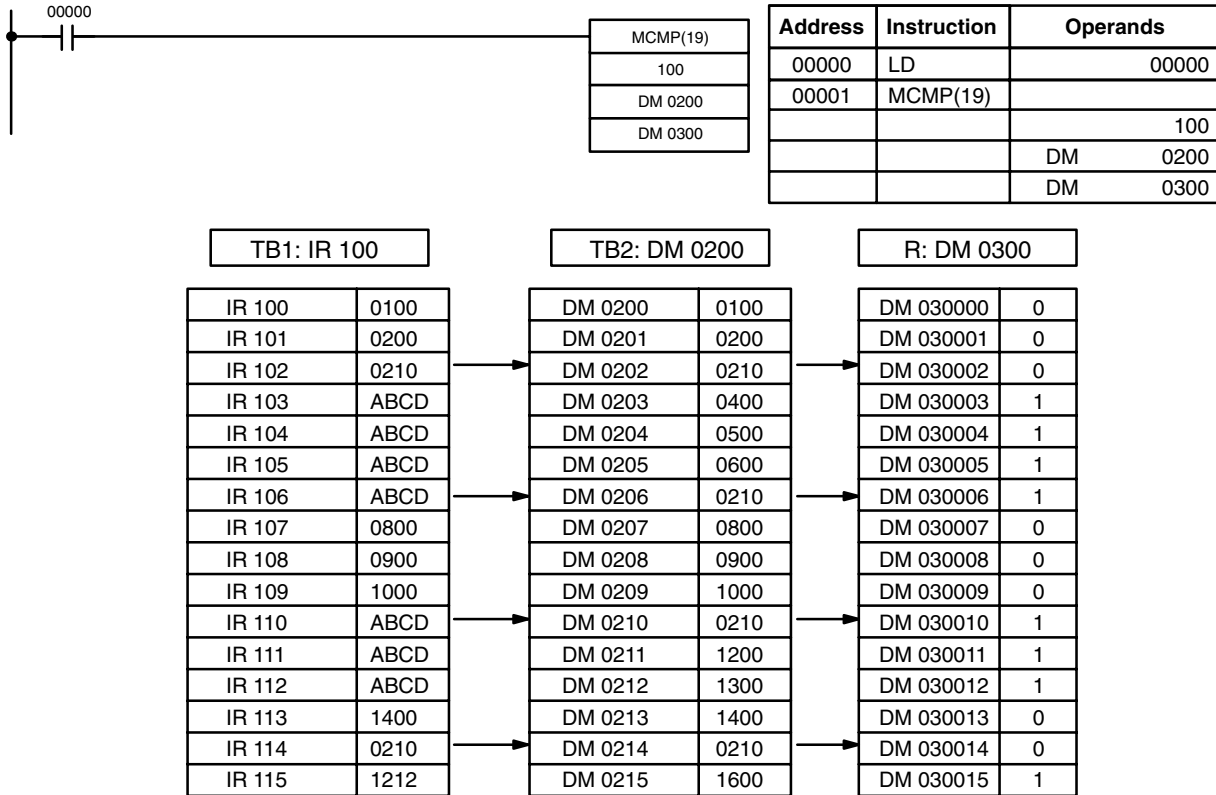 00000
MCMP(19)
100
DM 0200
DM 0300
Address Instruction Operands
00000 LD 00000
00001 MCMP(19)
100
DM 0200
DM 0300
TB1: IR 100 TB2: DM 0200 R: DM 0300
IR 100 0100 DM 0200 0100 DM 030000 0
IR 101 0200 DM 0201 0200 DM 030001 0
IR 102 0210 DM 0202 0210 DM 030002 0
IR 103 ABCD DM 0203 0400 DM 030003 1
IR 104 ABCD DM 0204 0500 DM 030004 1
IR 105 ABCD DM 0205 0600 DM 030005 1
IR 106 ABCD DM 0206 0210 DM 030006 1
IR 107 0800 DM 0207 0800 DM 030007 0
IR 108 0900 DM 0208 0900 DM 030008 0
IR 109 1000 DM 0209 1000 DM 030009 0
IR 110 ABCD DM 0210 0210 DM 030010 1
IR 111 ABCD DM 0211 1200 DM 030011 1
IR 112 ABCD DM 0212 1300 DM 030012 1
IR 113 1400 DM 0213 1400 DM 030013 0
IR 114 0210 DM 0214 0210 DM 030014 0
IR 115 1212 DM 0215 1600 DM 030015 1